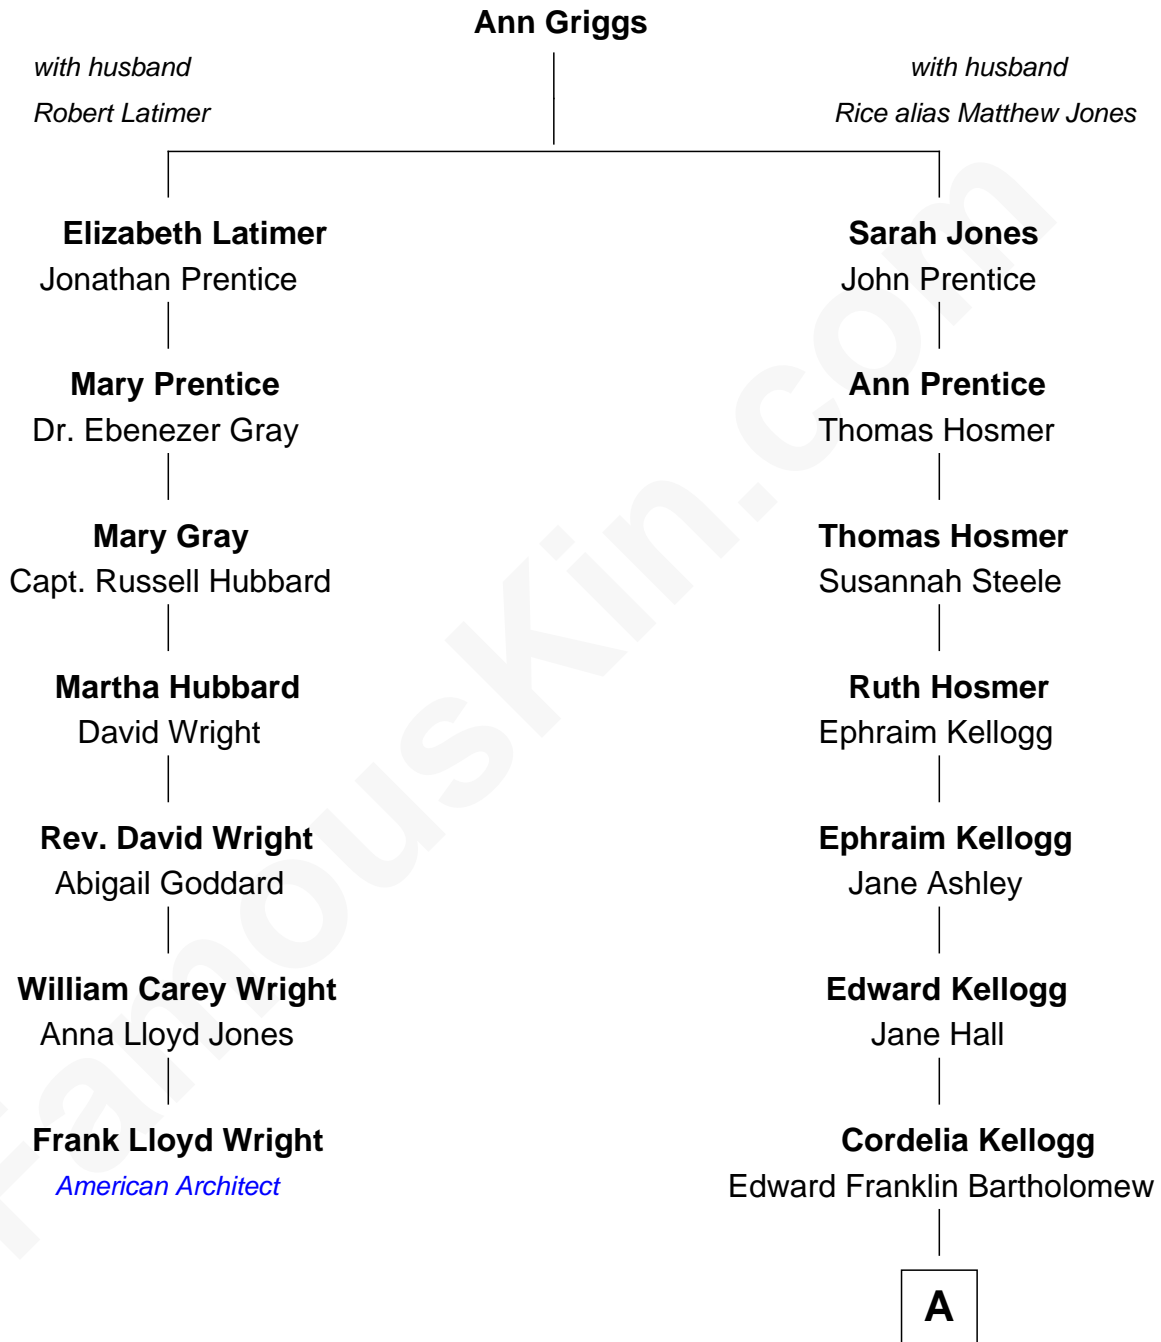 Ann Griggs
with husband
Robert Latimer
with husband
Rice alias Matthew Jones
Elizabeth Latimer
Jonathan Prentice
Sarah Jones
John Prentice
Mary Prentice
Dr. Ebenezer Gray
Ann Prentice
Thomas Hosmer
Mary Gray
Capt. Russell Hubbard
Thomas Hosmer
Susannah Steele
Martha Hubbard
David Wright
Ruth Hosmer
Ephraim Kellogg
Rev. David Wright
Abigail Goddard
Ephraim Kellogg
Jane Ashley
William Carey Wright
Anna Lloyd Jones
Edward Kellogg
Jane Hall
Frank Lloyd Wright
American Architect
Cordelia Kellogg
Edward Franklin Bartholomew
A
FamousKin.com